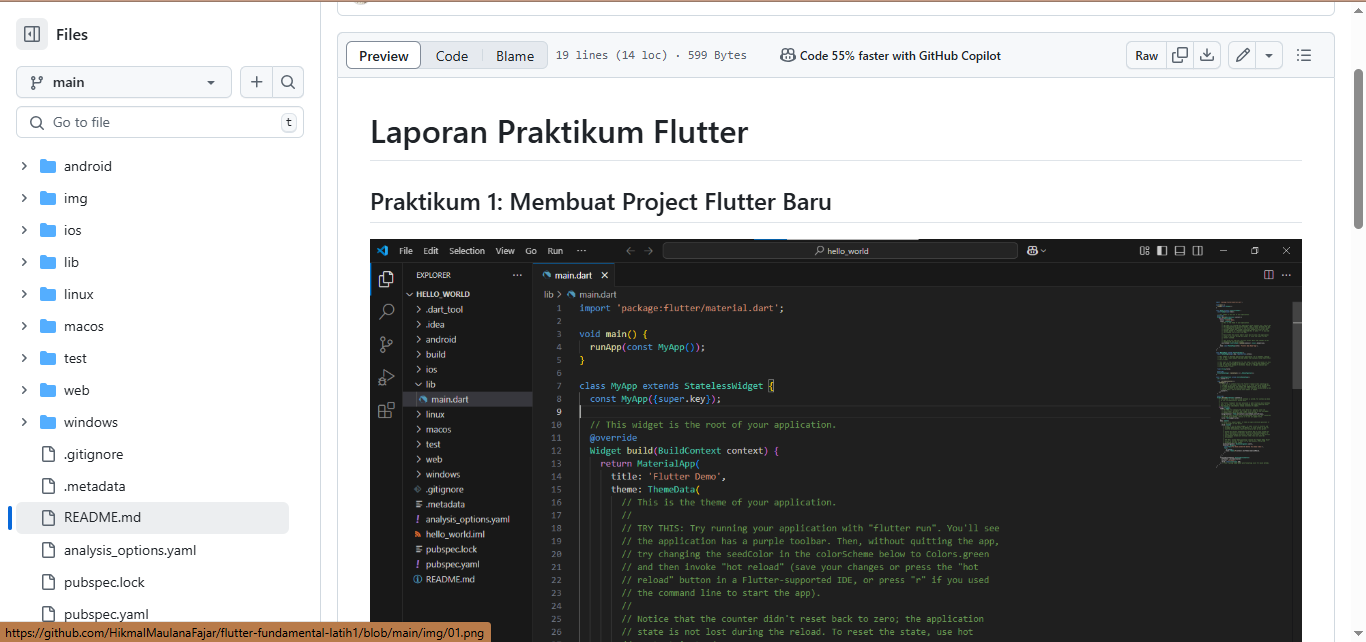 Files
main
Go to file
t
android
img
ios
lib
linux
macos
test
web
windows
.gitignore
.metadata
README.md
analysis_options.yaml
pubspec.lock
pubspec.yaml
https://github.com/HikmalMaulanaFajar/flutter-fundamental-latih1/blob/main/img/01.png
Preview Code Blame 19 lines (14 loc) · 599 Bytes Code 55% faster with GitHub Copilot Raw
Laporan Praktikum Flutter
Praktikum 1: Membuat Project Flutter Baru
File Edit Selection View Go Run ··· hello_world
EXPLORER ···
HELLO_WORLD
.dart_tool
.idea
android
build
ios
lib
main.dart
linux
macos
test
web
windows
.gitignore
.metadata
analysis_options.yaml
hello_world.iml
pubspec.lock
pubspec.yaml
README.md
main.dart
lib > main.dart
1 import 'package:flutter/material.dart';
2
3 void main() {
4 runApp(const MyApp());
5 }
6
7 class MyApp extends StatelessWidget {
8 const MyApp({super.key});
9
10 // This widget is the root of your application.
11 @override
12 Widget build(BuildContext context) {
13 return MaterialApp(
14 title: 'Flutter Demo',
15 theme: ThemeData(
16 // This is the theme of your application.
17 //
18 // TRY THIS: Try running your application with "flutter run". You'll see
19 // the application has a purple toolbar. Then, without quitting the app,
20 // try changing the seedColor in the colorScheme below to Colors.green
21 // and then invoke "hot reload" (save your changes or press the "hot
22 // reload" button in a Flutter-supported IDE, or press "r" if you used
23 // the command line to start the app).
24 //
25 // Notice that the counter didn't reset back to zero; the application
26 // state is not lost during the reload. To reset the state, use hot